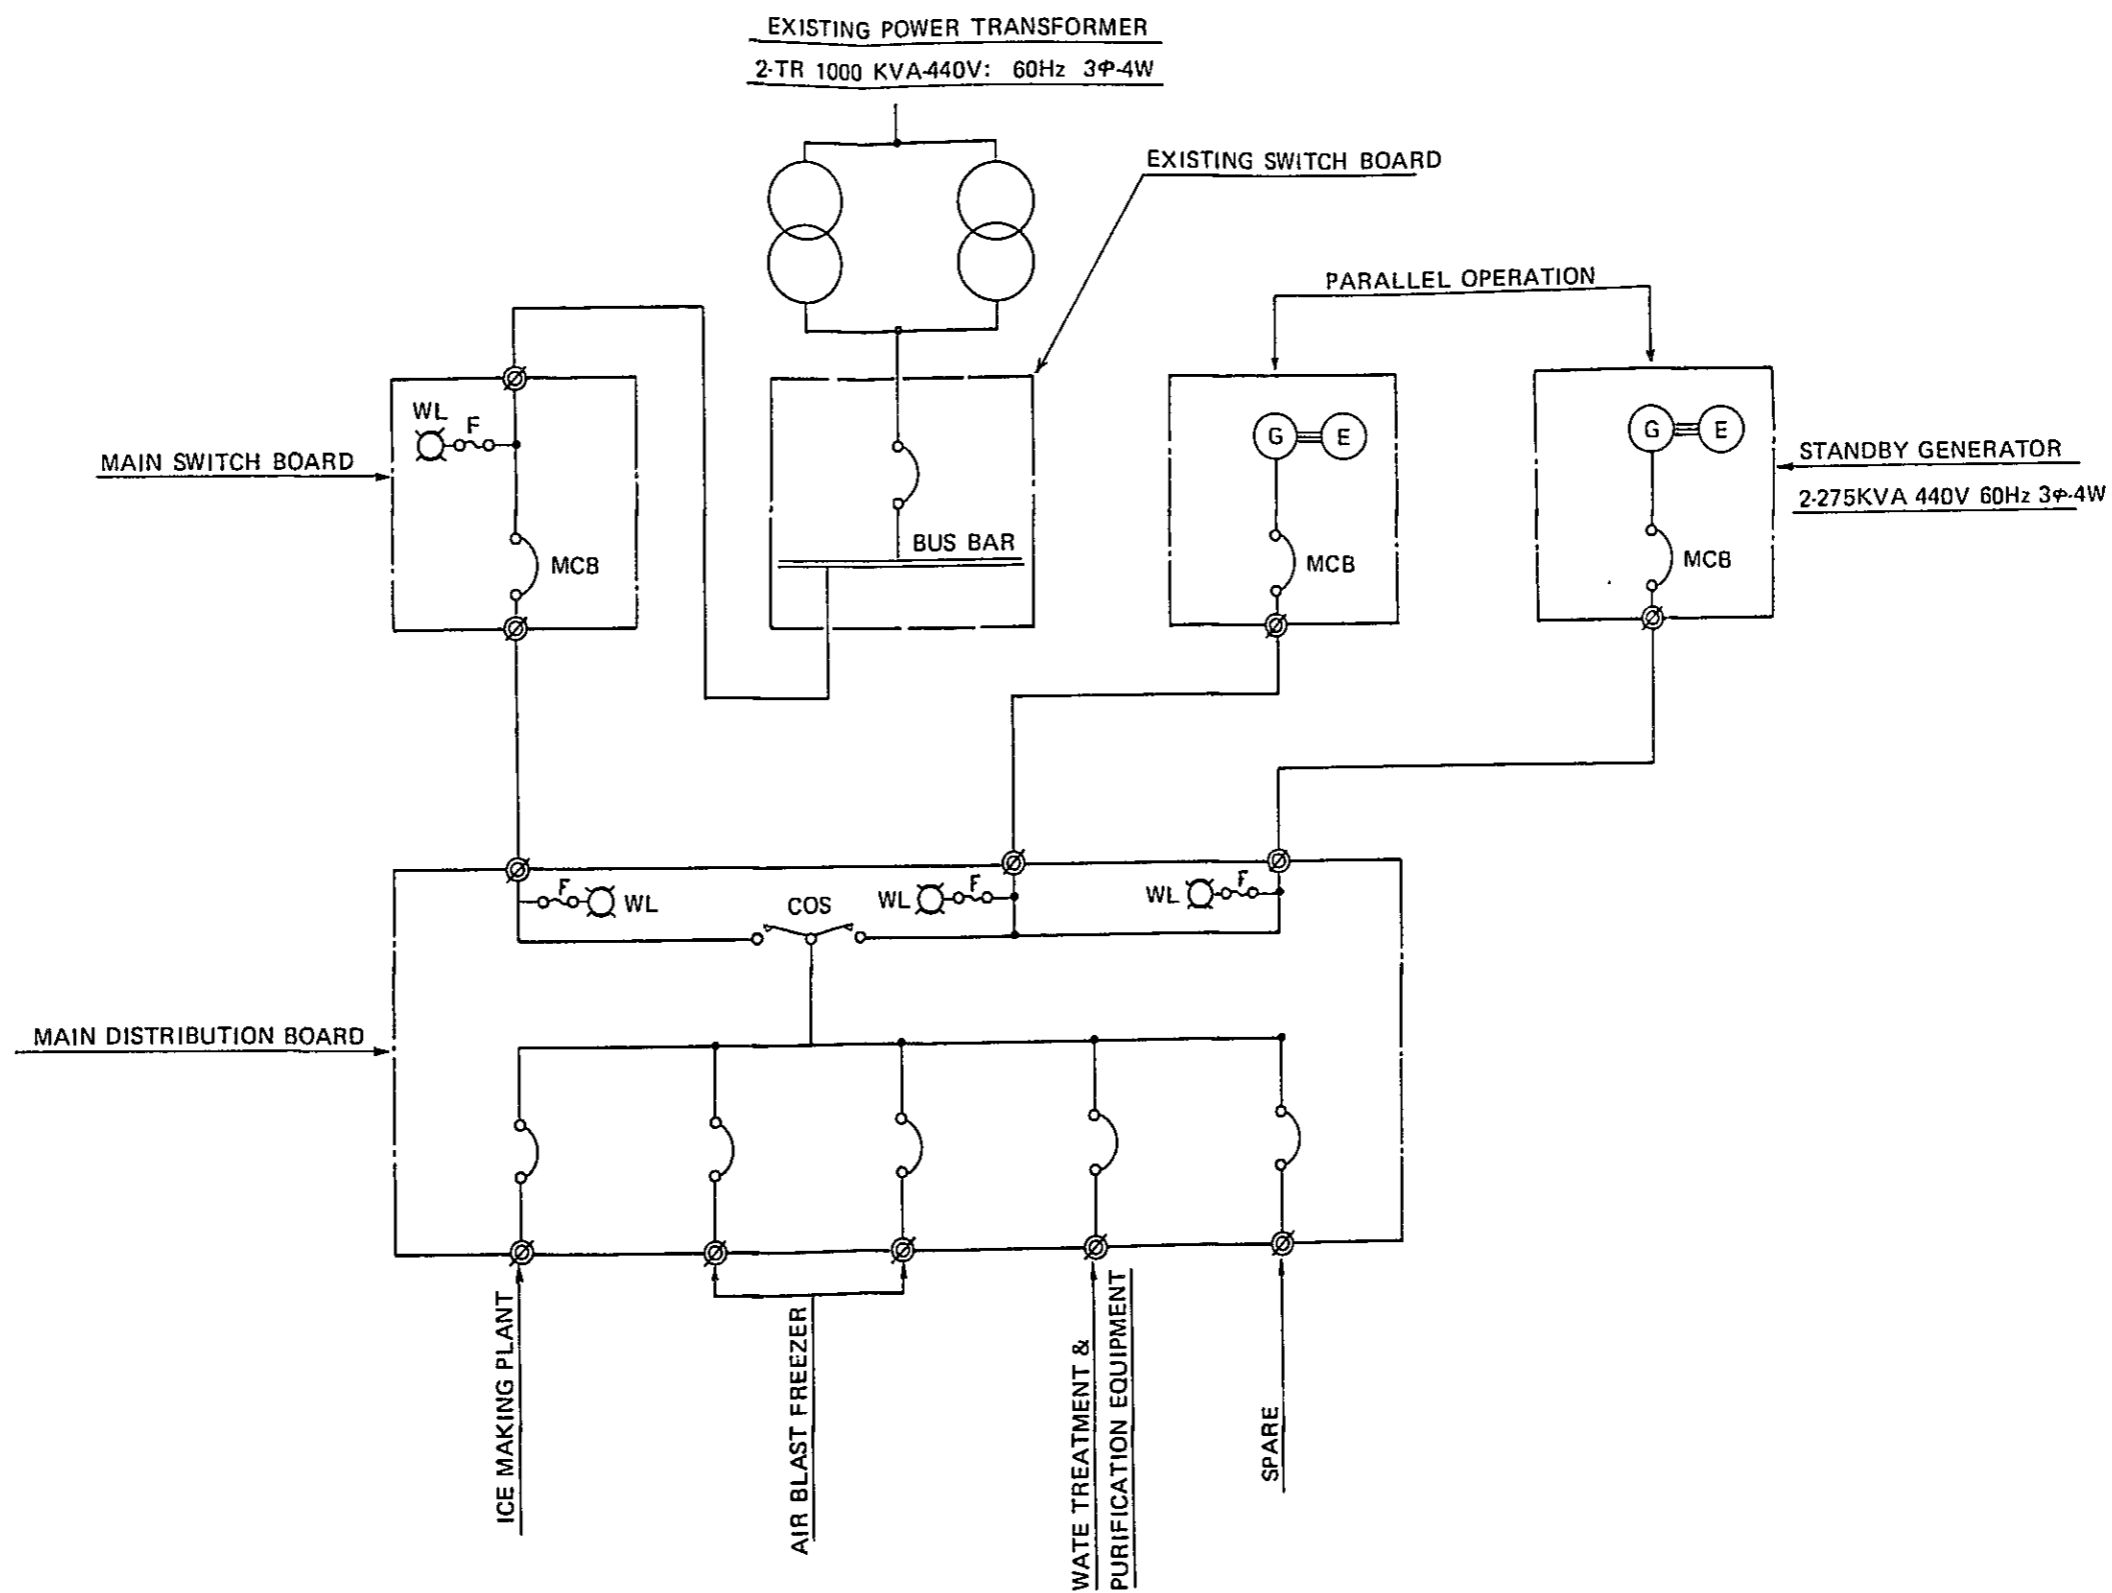 EXISTING POWER TRANSFORMER
2-TR 1000 KVA-440V: 60Hz 3Φ-4W
EXISTING SWITCH BOARD
PARALLEL OPERATION
WL
F
MAIN SWITCH BOARD
MCB
BUS BAR
G
E
MCB
G
E
MCB
STANDBY GENERATOR
2-275KVA 440V 60Hz 3Φ-4W
F
WL
COS
WL
F
WL
F
MAIN DISTRIBUTION BOARD
ICE MAKING PLANT
AIR BLAST FREEZER
WATE TREATMENT &
PURIFICATION EQUIPMENT
SPARE